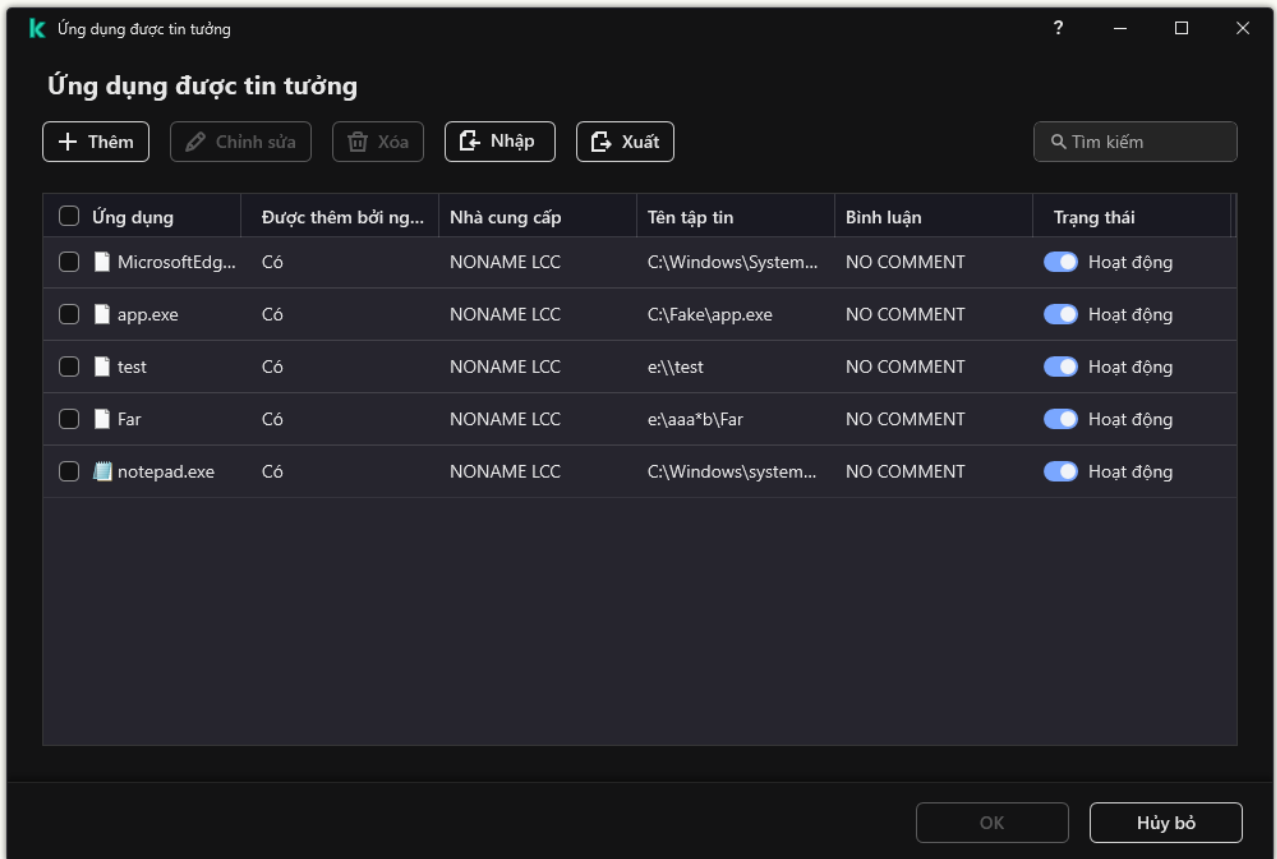 Ứng dụng được tin tưởng
?
Ứng dụng được tin tưởng
Thêm Chỉnh sửa Xóa Nhập Xuất Tìm kiếm
Ứng dụng Được thêm bởi ng... Nhà cung cấp Tên tập tin Bình luận Trạng thái
MicrosoftEdg... Có NONAME LCC C:\Windows\System... NO COMMENT Hoạt động
app.exe Có NONAME LCC C:\Fake\app.exe NO COMMENT Hoạt động
test Có NONAME LCC e:\\test NO COMMENT Hoạt động
Far Có NONAME LCC e:\aaa*b\Far NO COMMENT Hoạt động
notepad.exe Có NONAME LCC C:\Windows\system... NO COMMENT Hoạt động
OK Hủy bỏ